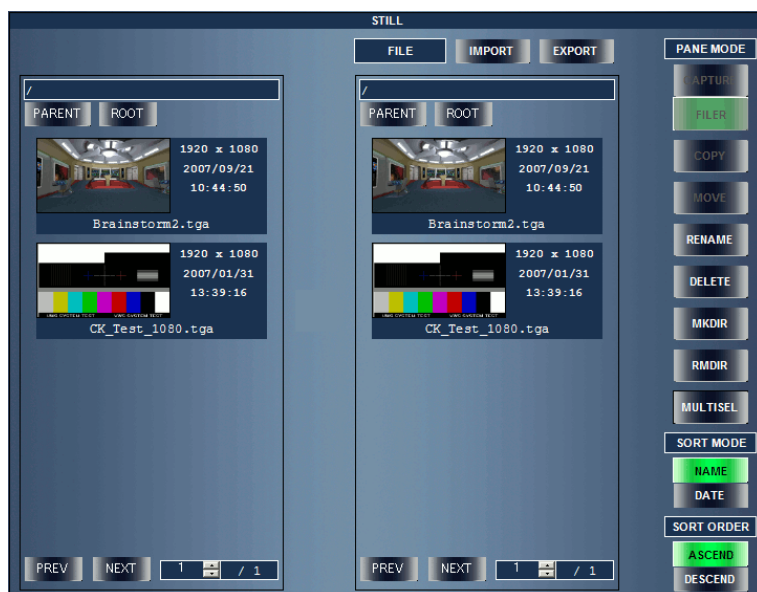 STILL
FILE IMPORT EXPORT PANE MODE
/
PARENT ROOT
1920 x 1080
2007/09/21
10:44:50
Brainstorm2.tga
1920 x 1080
2007/01/31
13:39:16
CK_Test_1080.tga
PREV NEXT 1 / 1
/
PARENT ROOT
1920 x 1080
2007/09/21
10:44:50
Brainstorm2.tga
1920 x 1080
2007/01/31
13:39:16
CK_Test_1080.tga
PREV NEXT 1 / 1
CAPTURE
FILER
COPY
MOVE
RENAME
DELETE
MKDIR
RMDIR
MULTISEL
SORT MODE
NAME
DATE
SORT ORDER
ASCEND
DESCEND